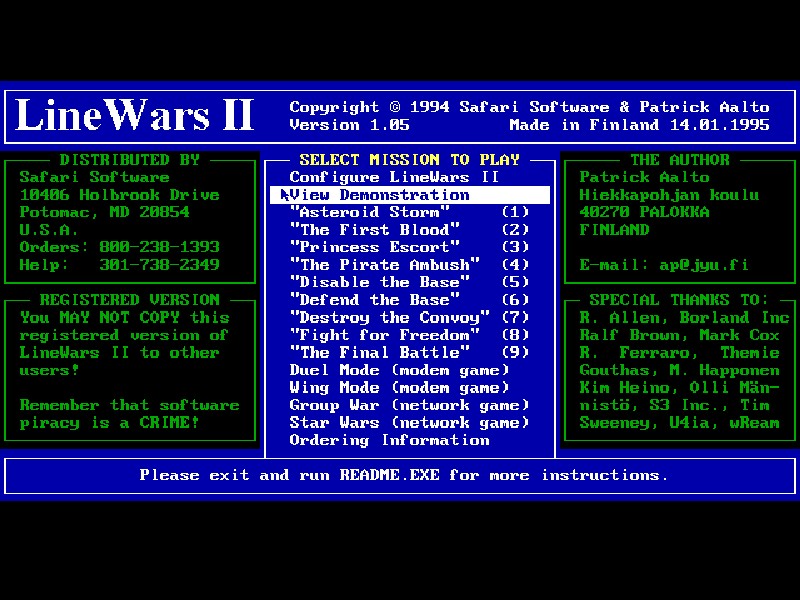 LineWars II
Copyright © 1994 Safari Software & Patrick Aalto
Version 1.05 Made in Finland 14.01.1995
DISTRIBUTED BY
Safari Software
10406 Holbrook Drive
Potomac, MD 20854
U.S.A.
Orders: 800-238-1393
Help: 301-738-2349
REGISTERED VERSION
You MAY NOT COPY this
registered version of
LineWars II to other
users!
Remember that software
piracy is a CRIME!
SELECT MISSION TO PLAY
Configure LineWars II
View Demonstration
"Asteroid Storm" (1)
"The First Blood" (2)
"Princess Escort" (3)
"The Pirate Ambush" (4)
"Disable the Base" (5)
"Defend the Base" (6)
"Destroy the Convoy" (7)
"Fight for Freedom" (8)
"The Final Battle" (9)
Duel Mode (modem game)
Wing Mode (modem game)
Group War (network game)
Star Wars (network game)
Ordering Information
THE AUTHOR
Patrick Aalto
Hiekkapohjan koulu
40270 PALOKKA
FINLAND
E-mail: ap@jyu.fi
SPECIAL THANKS TO:
R. Allen, Borland Inc
Ralf Brown, Mark Cox
R. Ferraro, Themie
Gouthas, M. Happonen
Kim Heino, Olli Män-
nistö, S3 Inc., Tim
Sweeney, U4ia, wReam
Please exit and run README.EXE for more instructions.